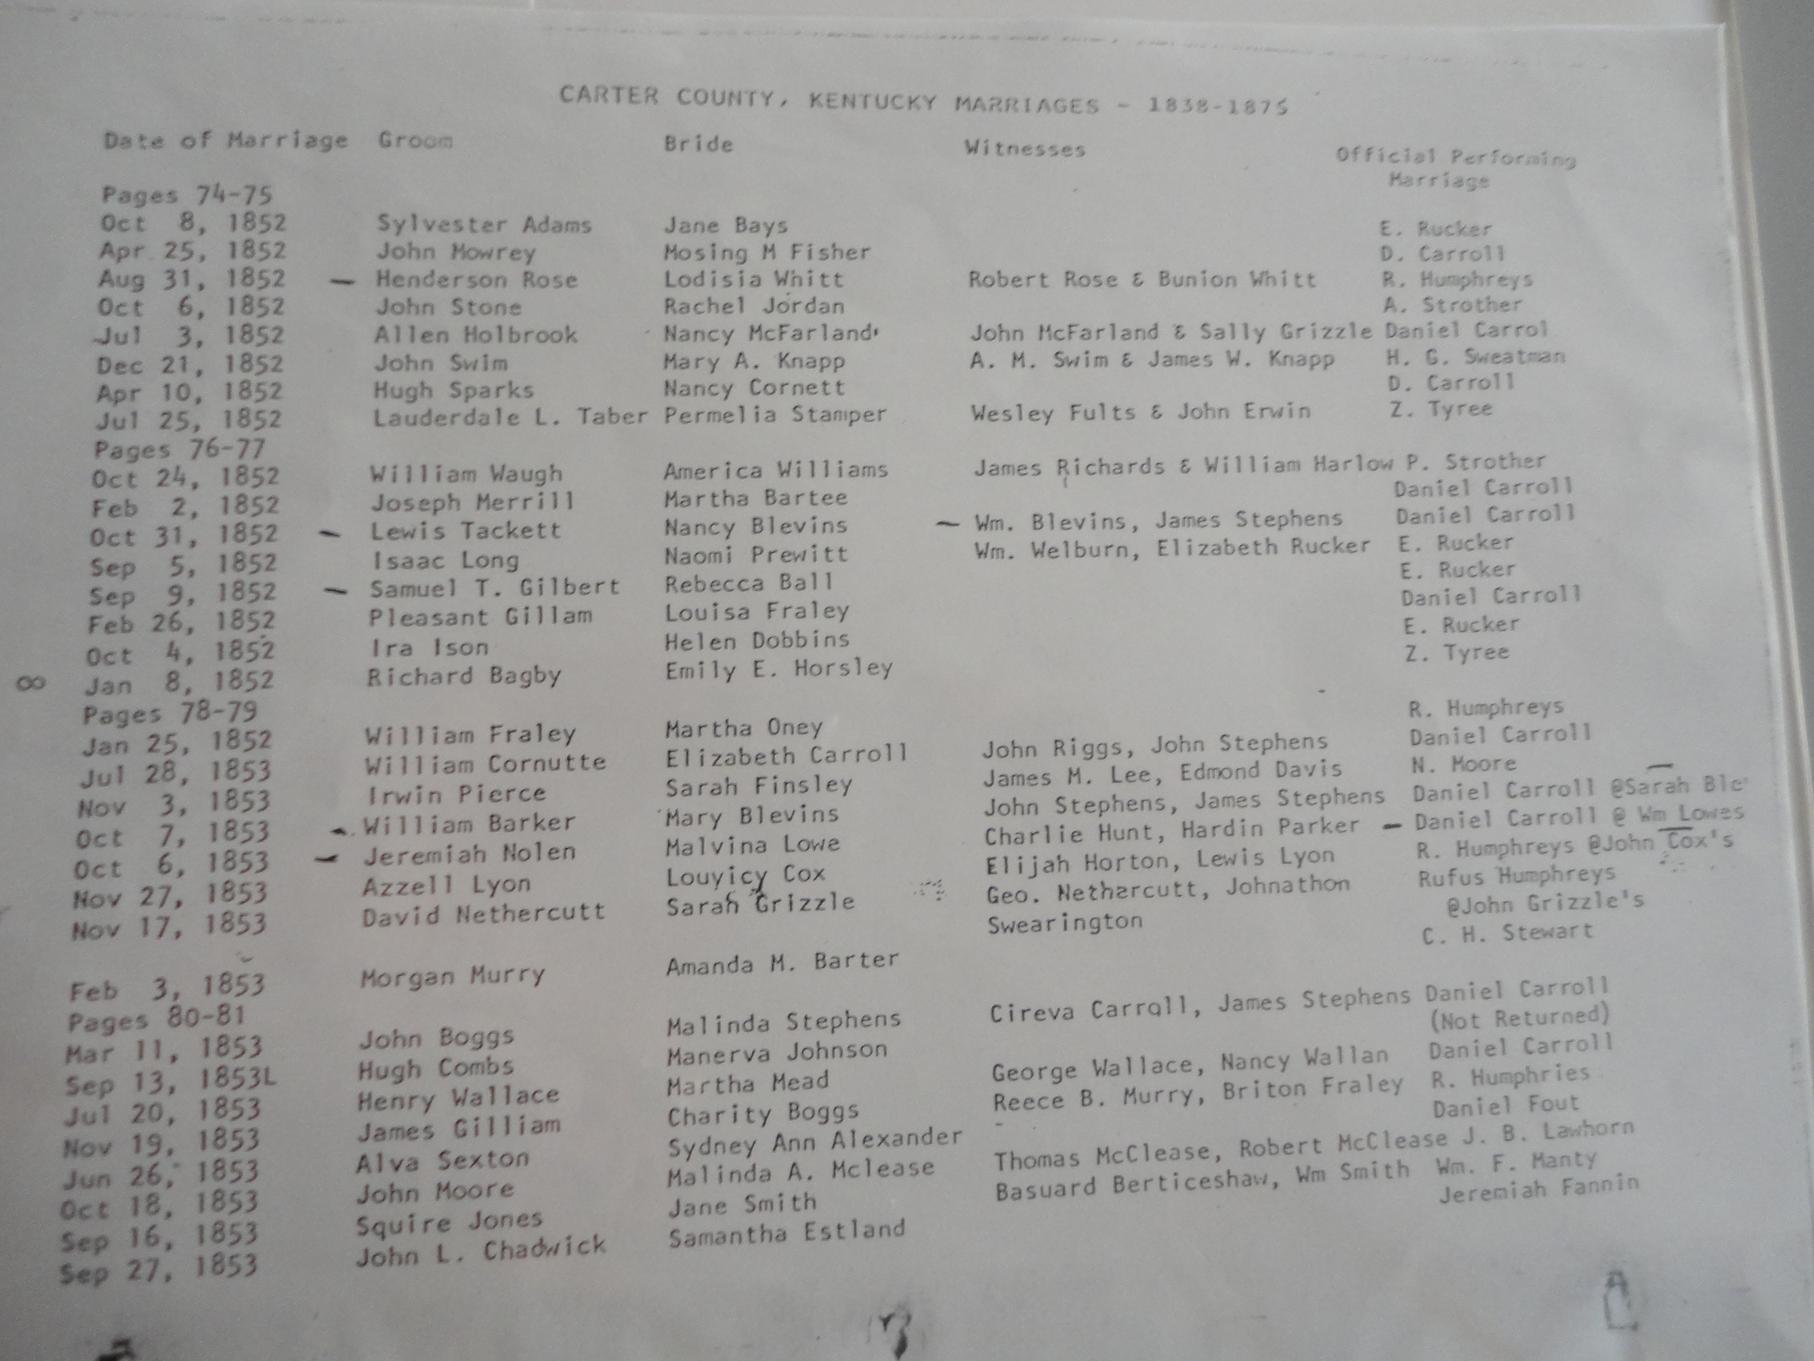 CARTER COUNTY, KENTUCKY MARRIAGES - 1838-1875
Date of Marriage Groom Bride Witnesses Official Performing Marriage
Pages 74-75
Oct 8, 1852 Sylvester Adams Jane Bays E. Rucker
Apr 25, 1852 John Mowrey Mosing M Fisher D. Carroll
Aug 31, 1852 — Henderson Rose Lodisia Whitt Robert Rose & Bunion Whitt R. Humphreys
Oct 6, 1852 John Stone Rachel Jordan A. Strother
Jul 3, 1852 Allen Holbrook Nancy McFarland John McFarland & Sally Grizzle Daniel Carrol
Dec 21, 1852 John Swim Mary A. Knapp A. M. Swim & James W. Knapp H. G. Sweatman
Apr 10, 1852 Hugh Sparks Nancy Cornett D. Carroll
Jul 25, 1852 Lauderdale L. Taber Permelia Stamper Wesley Fults & John Erwin Z. Tyree
Pages 76-77
Oct 24, 1852 William Waugh America Williams James Richards & William Harlow P. Strother
Feb 2, 1852 Joseph Merrill Martha Bartee Daniel Carroll
Oct 31, 1852 — Lewis Tackett Nancy Blevins — Wm. Blevins, James Stephens Daniel Carroll
Sep 5, 1852 Isaac Long Naomi Prewitt Wm. Welburn, Elizabeth Rucker E. Rucker
Sep 9, 1852 — Samuel T. Gilbert Rebecca Ball E. Rucker
Feb 26, 1852 Pleasant Gillam Louisa Fraley Daniel Carroll
Oct 4, 1852 Ira Ison Helen Dobbins E. Rucker
∞ Jan 8, 1852 Richard Bagby Emily E. Horsley Z. Tyree
Pages 78-79
Jan 25, 1852 William Fraley Martha Oney R. Humphreys
Jul 28, 1853 William Cornutte Elizabeth Carroll John Riggs, John Stephens Daniel Carroll
Nov 3, 1853 Irwin Pierce Sarah Finsley James M. Lee, Edmond Davis N. Moore
Oct 7, 1853 — William Barker Mary Blevins John Stephens, James Stephens Daniel Carroll @Sarah Ble
Oct 6, 1853 — Jeremiah Nolen Malvina Lowe Charlie Hunt, Hardin Parker — Daniel Carroll @ Wm Lowes
Nov 27, 1853 Azzell Lyon Louyicy Cox Elijah Horton, Lewis Lyon R. Humphreys @John Cox's
Nov 17, 1853 David Nethercutt Sarah Grizzle Geo. Nethercutt, Johnathon Rufus Humphreys
Swearington @John Grizzle's
Feb 3, 1853 Morgan Murry Amanda M. Barter C. H. Stewart
Pages 80-81
Mar 11, 1853 John Boggs Malinda Stephens Cireva Carroll, James Stephens Daniel Carroll
Sep 13, 1853L Hugh Combs Manerva Johnson (Not Returned)
Jul 20, 1853 Henry Wallace Martha Mead George Wallace, Nancy Wallan Daniel Carroll
Nov 19, 1853 James Gilliam Charity Boggs Reece B. Murry, Briton Fraley R. Humphries
Jun 26, 1853 Alva Sexton Sydney Ann Alexander Daniel Fout
Oct 18, 1853 John Moore Malinda A. Mclease Thomas McClease, Robert McClease J. B. Lawhorn
Sep 16, 1853 Squire Jones Jane Smith Basuard Berticeshaw, Wm Smith Wm. F. Manty
Sep 27, 1853 John L. Chadwick Samantha Estland Jeremiah Fannin